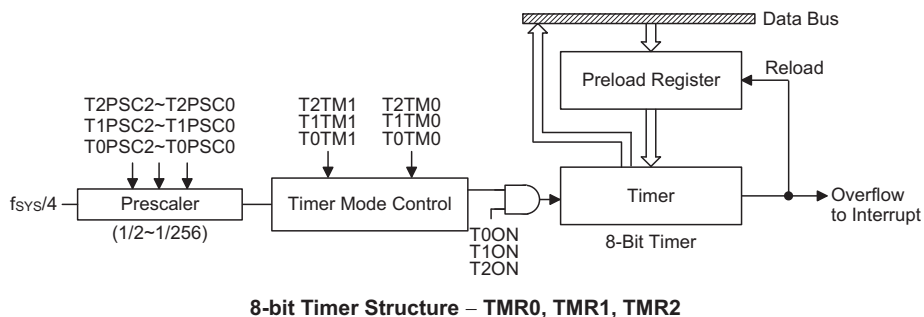 Data Bus
Preload Register
Reload
T2PSC2~T2PSC0
T1PSC2~T1PSC0
T0PSC2~T0PSC0
T2TM1
T1TM1
T0TM1
T2TM0
T1TM0
T0TM0
fSYS/4
Prescaler
(1/2~1/256)
Timer Mode Control
T0ON
T1ON
T2ON
Timer
8-Bit Timer
Overflow
to Interrupt
8-bit Timer Structure – TMR0, TMR1, TMR2